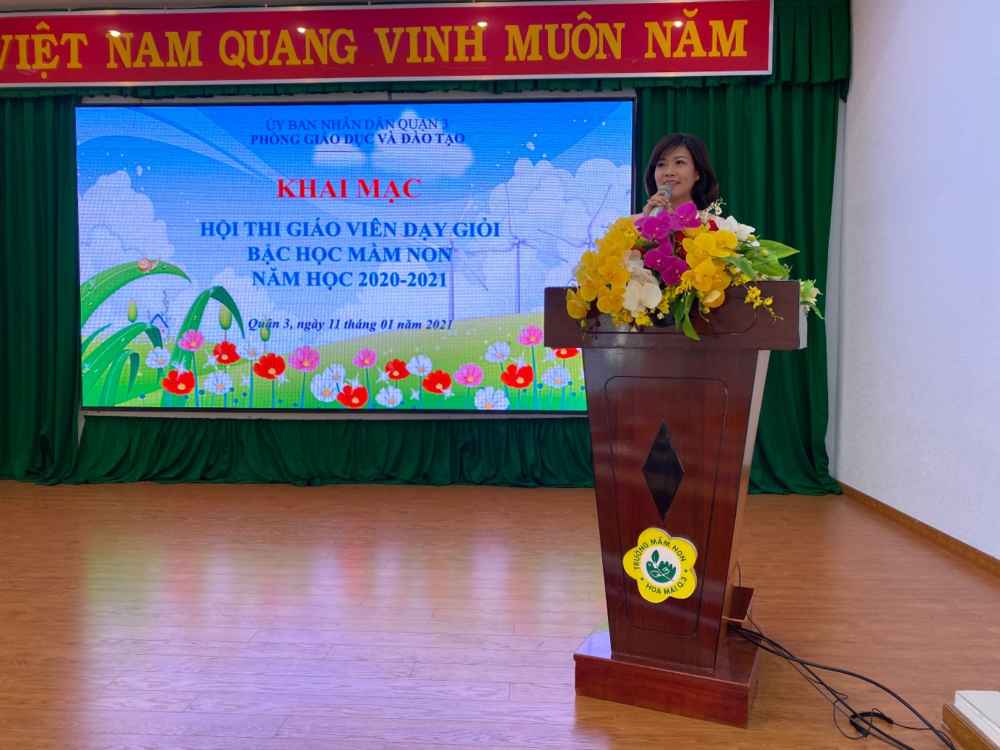 VIỆT NAM QUANG VINH MUÔN NĂM
ỦY BAN NHÂN DÂN QUẬN 3
PHÒNG GIÁO DỤC VÀ ĐÀO TẠO
KHAI MẠC
HỘI THI GIÁO VIÊN DẠY GIỎI
BẬC HỌC MẦM NON
NĂM HỌC 2020-2021
Quận 3, ngày 11 tháng 01 năm 2021
TRƯỜNG MẦM NON
HOA MAI Q.3